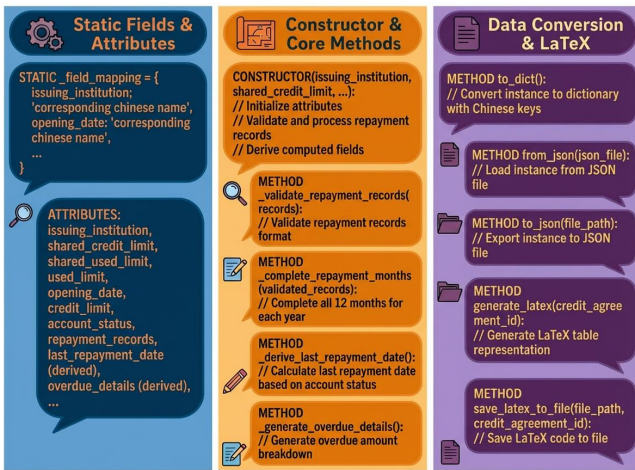 Static Fields &
Attributes
STATIC _field_mapping = {
issuing_institution;
'corresponding chinese name',
opening_date: 'corresponding
chinese name',
...
}
ATTRIBUTES:
issuing_institution,
shared_credit_limit,
shared_used_limit,
used_limit,
opening_date,
credit_limit,
account_status,
repayment_records,
last_repayment_date
(derived),
overdue_details (derived),
...
Constructor &
Core Methods
CONSTRUCTOR(issuing_institution,
shared_credit_limit, ...):
// Initialize attributes
// Validate and process repayment
records
// Derive computed fields
METHOD
_validate_repayment_records(
records):
// Validate repayment records
format
METHOD
_complete_repayment_months
(validated_records):
// Complete all 12 months for
each year
METHOD
_derive_last_repayment_date():
// Calculate last repayment date
based on account status
METHOD
_generate_overdue_details():
// Generate overdue amount
breakdown
Data Conversion
& LaTeX
METHOD to_dict():
// Convert instance to dictionary
with Chinese keys
METHOD from_json(json_file):
// Load instance from JSON
file
METHOD to_json(file_path):
// Export instance to JSON
file
METHOD
generate_latex(credit_agree
ment_id):
// Generate LaTeX table
representation
METHOD
save_latex_to_file(file_path,
credit_agreement_id):
// Save LaTeX code to file